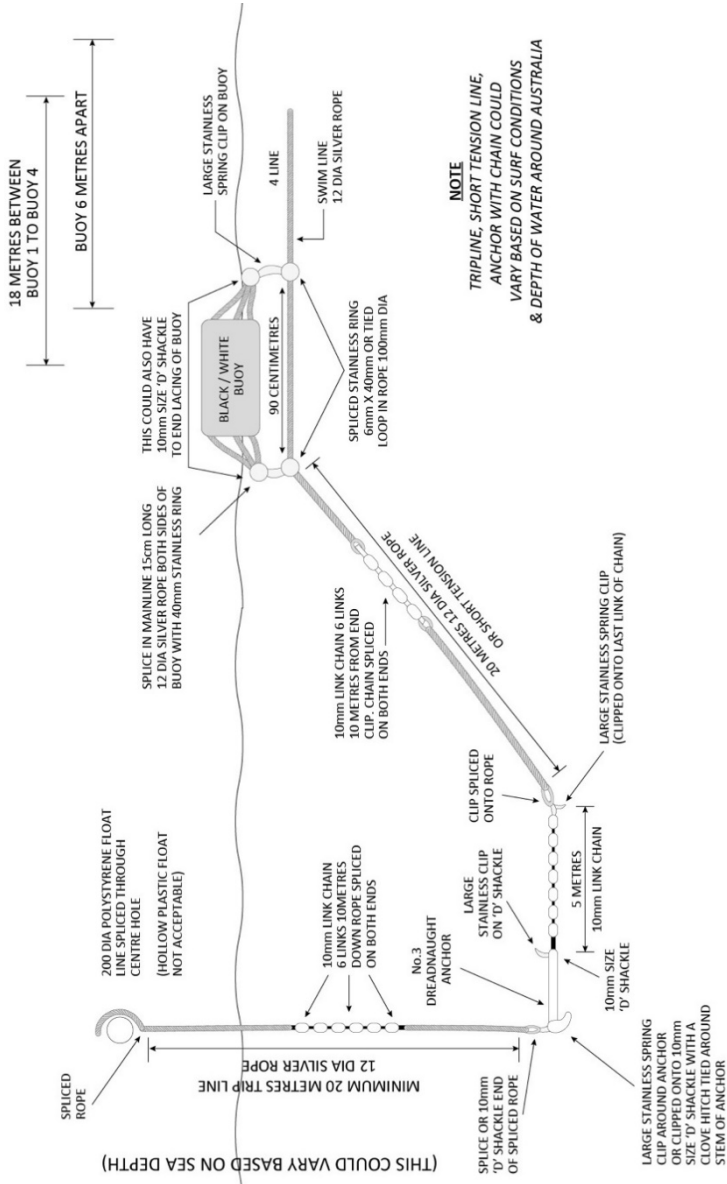 200 DIA POLYSTYRENE FLOAT
LINE SPLICED THROUGH
CENTRE HOLE
(HOLLOW PLASTIC FLOAT
NOT ACCEPTABLE)
SPLICED
ROPE
MINIMUM 20 METRES TRIP LINE
12 DIA SILVER ROPE
(THIS COULD VARY BASED ON SEA DEPTH)
10mm LINK CHAIN
6 LINKS 10METRES
DOWN ROPE SPLICED
ON BOTH ENDS
SPLICE OR 10mm
'D' SHACKLE END
OF SPLICED ROPE
No.3
DREADNAUGHT
ANCHOR
LARGE STAINLESS SPRING
CLIP AROUND ANCHOR
OR CLIPPED ONTO 10mm
SIZE 'D' SHACKLE WITH A
CLOVE HITCH TIED AROUND
STEM OF ANCHOR
LARGE
STAINLESS CLIP
ON 'D' SHACKLE
10mm SIZE
'D' SHACKLE
5 METRES
10mm LINK CHAIN
CLIP SPLICED
ONTO ROPE
LARGE STAINLESS SPRING CLIP
(CLIPPED ONTO LAST LINK OF CHAIN)
20 METRES 12 DIA SILVER ROPE
OR SHORT TENSION LINE
10mm LINK CHAIN 6 LINKS
10 METRES FROM END
CLIP. CHAIN SPLICED
ON BOTH ENDS
SPLICE IN MAINLINE 15cm LONG
12 DIA SILVER ROPE BOTH SIDES OF
BUOY WITH 40mm STAINLESS RING
THIS COULD ALSO HAVE
10mm SIZE 'D' SHACKLE
TO END LACING OF BUOY
BLACK / WHITE
BUOY
90 CENTIMETRES
SPLICED STAINLESS RING
6mm X 40mm OR TIED
LOOP IN ROPE 100mm DIA
LARGE STAINLESS
SPRING CLIP ON BUOY
4 LINE
SWIM LINE
12 DIA SILVER ROPE
18 METRES BETWEEN
BUOY 1 TO BUOY 4
BUOY 6 METRES APART
NOTE
TRIPLINE, SHORT TENSION LINE,
ANCHOR WITH CHAIN COULD
VARY BASED ON SURF CONDITIONS
& DEPTH OF WATER AROUND AUSTRALIA